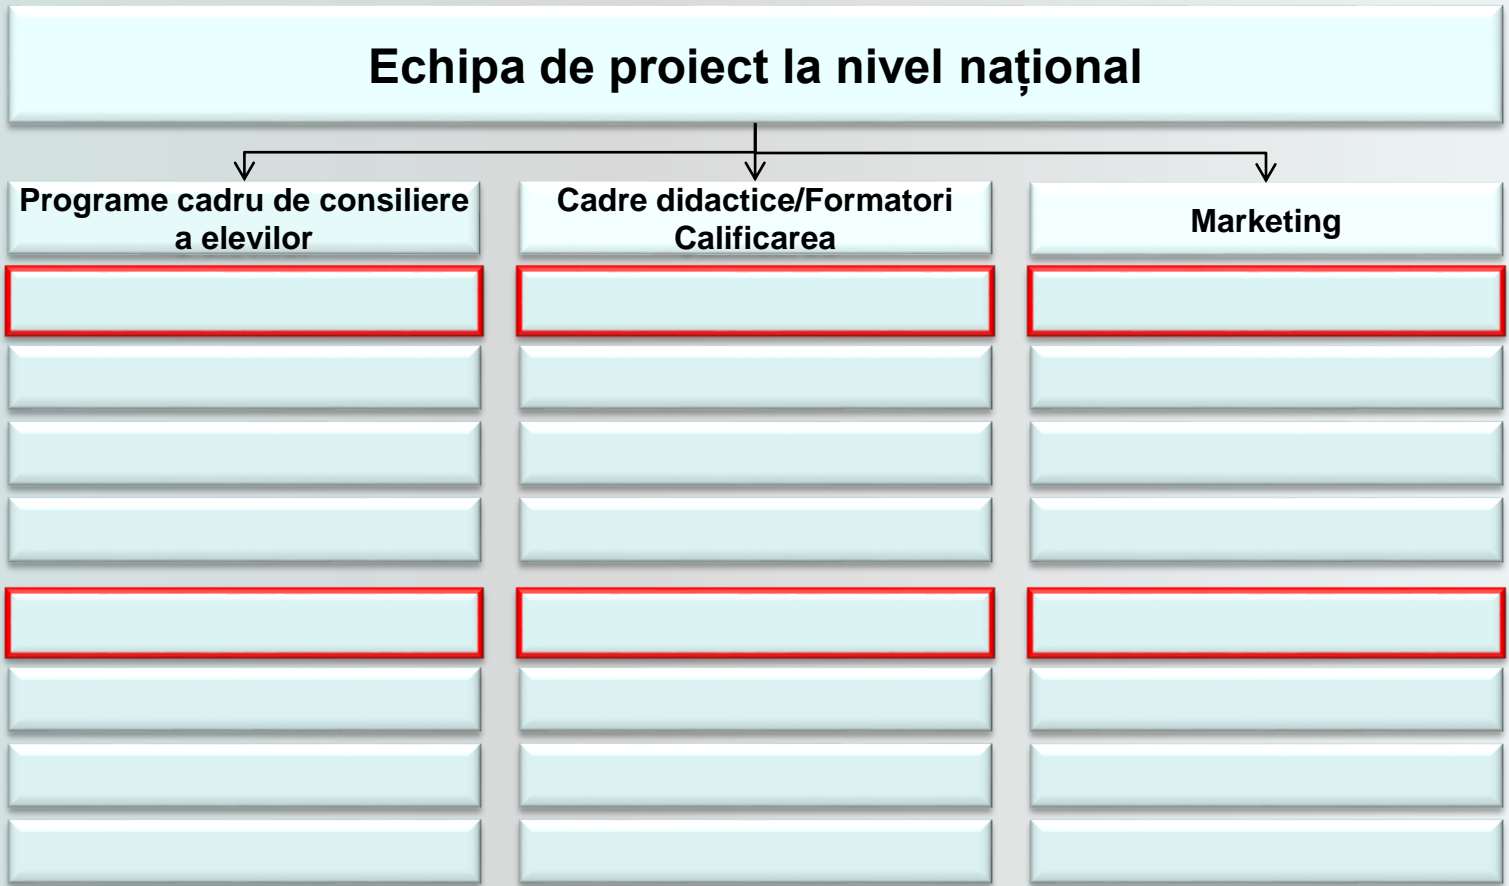 Echipa de proiect la nivel național
Programe cadru de consiliere
a elevilor
Cadre didactice/Formatori
Calificarea
Marketing